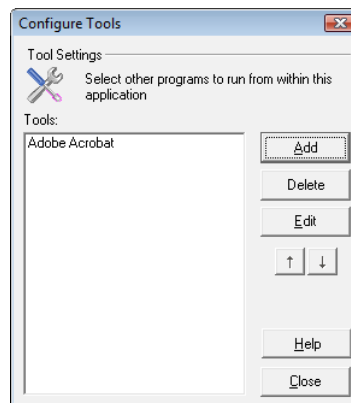 Configure Tools
Tool Settings
Select other programs to run from within this
application
Tools:
Adobe Acrobat
Add
Delete
Edit
↑ ↓
Help
Close